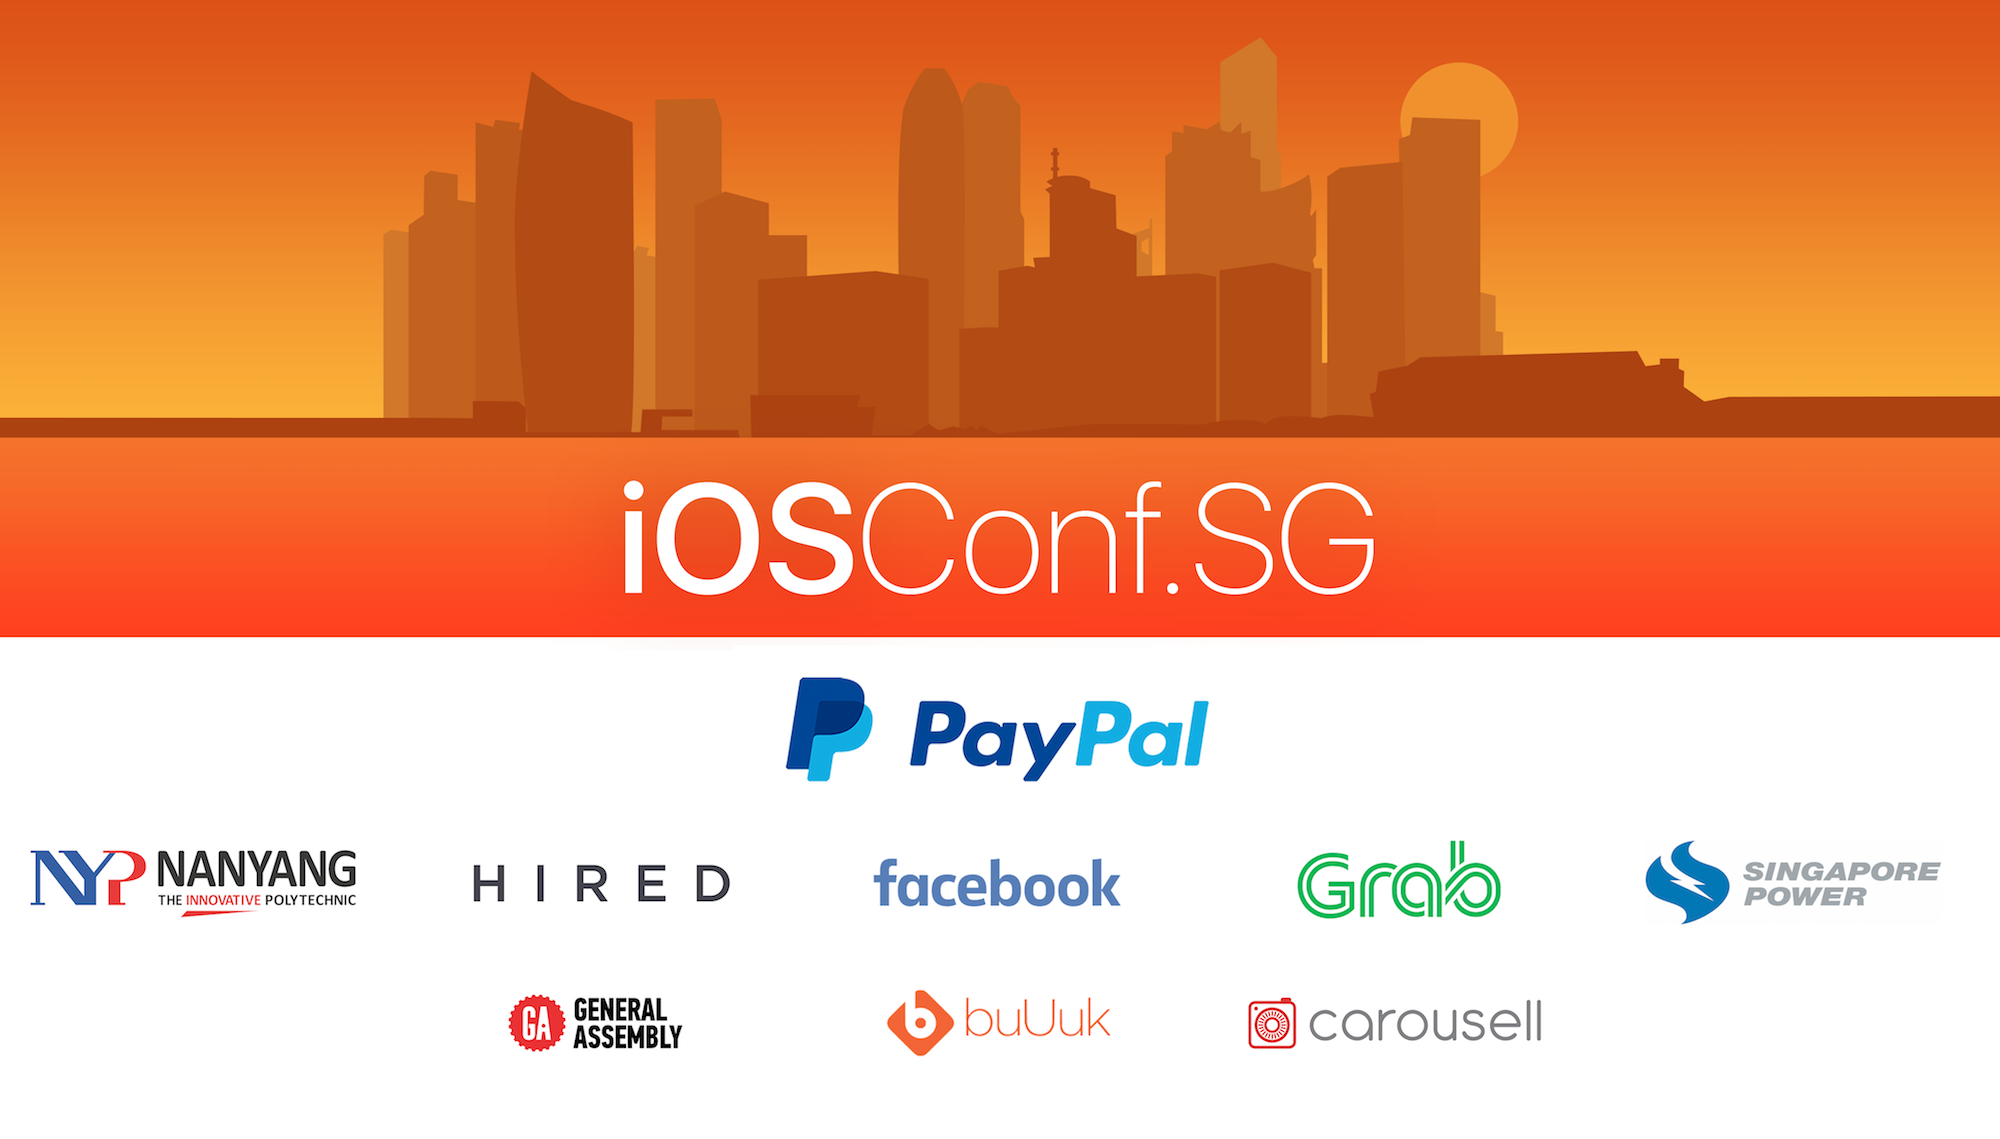 iOSConf.SG
PayPal
NYP NANYANG
THE INNOVATIVE POLYTECHNIC
HIRED
facebook
Grab
SINGAPORE
POWER
GA GENERAL
ASSEMBLY
b buUuk
carousell